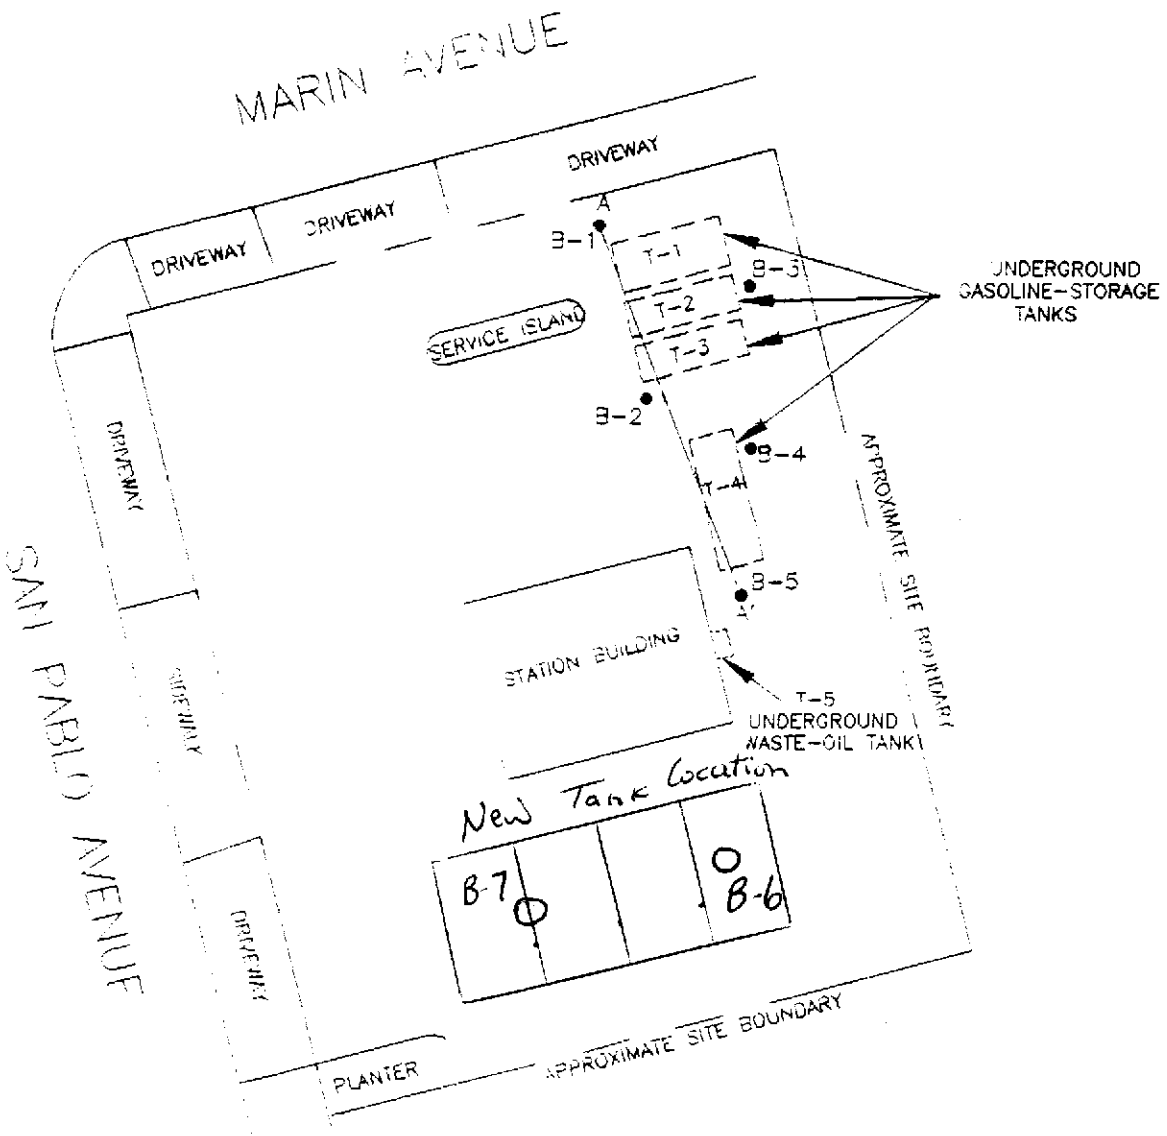 MARIN AVENUE
DRIVEWAY
DRIVEWAY
DRIVEWAY
A
B-1
T-1
B-3
UNDERGROUND
GASOLINE-STORAGE
TANKS
T-2
SERVICE ISLAND
T-3
B-2
DRIVEWAY
B-4
T-4
APPROXIMATE SITE BOUNDARY
B-5
A'
SAN PABLO AVENUE
STATION BUILDING
T-5
UNDERGROUND
WASTE-OIL TANK
New Tank Location
B-7
B-6
DRIVEWAY
APPROXIMATE SITE BOUNDARY
PLANTER